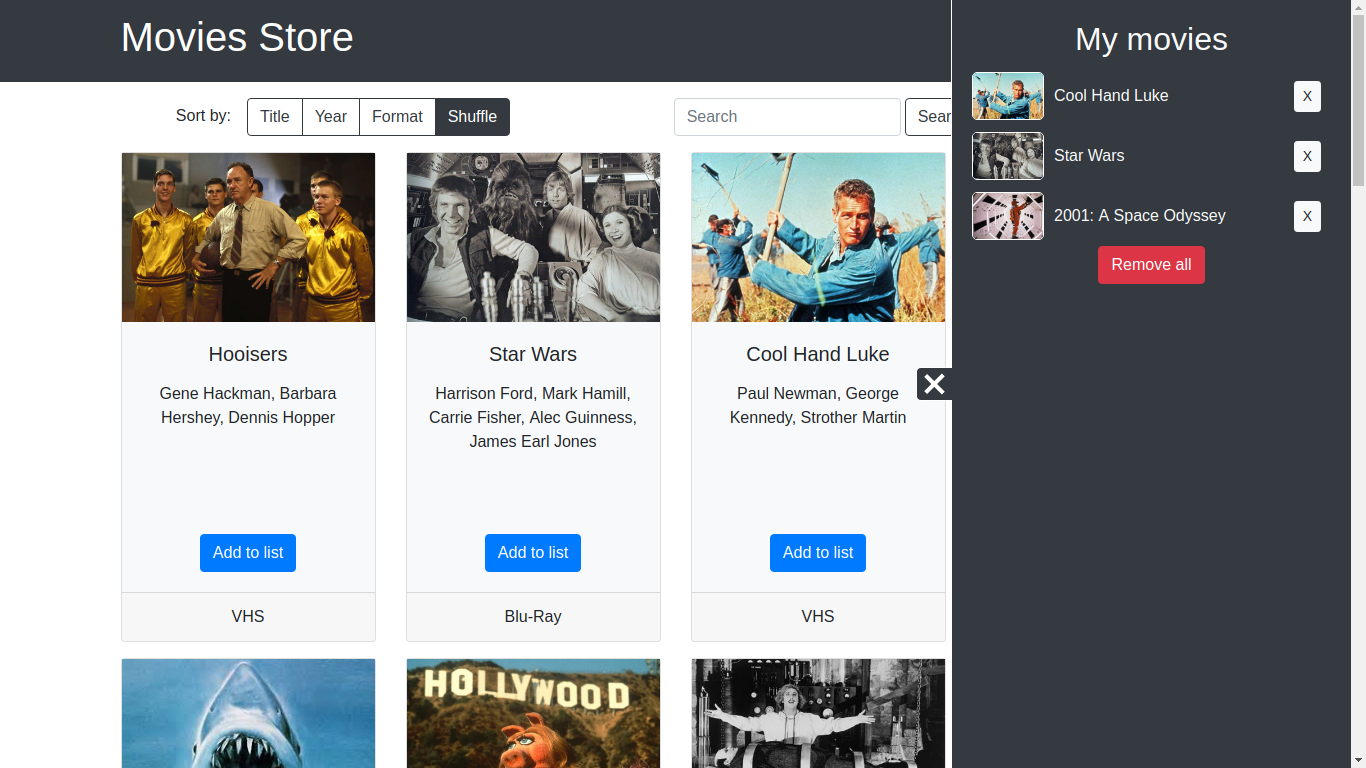 Movies Store
Sort by:
Title
Year
Format
Shuffle
Search
Sear
Hooisers
Gene Hackman, Barbara
Hershey, Dennis Hopper
Add to list
VHS
Star Wars
Harrison Ford, Mark Hamill,
Carrie Fisher, Alec Guinness,
James Earl Jones
Add to list
Blu-Ray
Cool Hand Luke
Paul Newman, George
Kennedy, Strother Martin
Add to list
VHS
HOLLYWOOD
My movies
Cool Hand Luke
X
Star Wars
X
2001: A Space Odyssey
X
Remove all